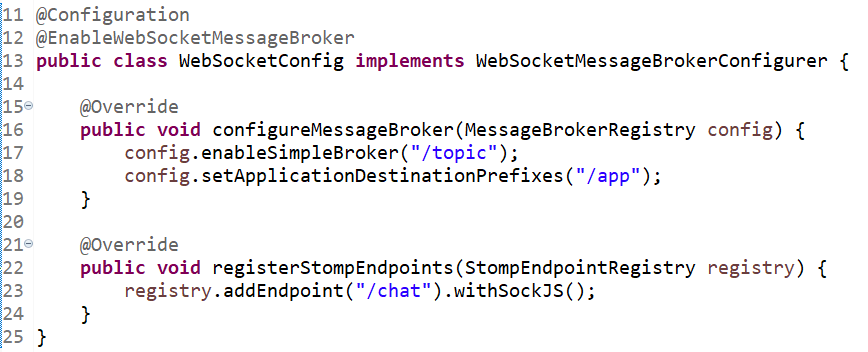 11 @Configuration
12 @EnableWebSocketMessageBroker
13 public class WebSocketConfig implements WebSocketMessageBrokerConfigurer {
14
15 @Override
16 public void configureMessageBroker(MessageBrokerRegistry config) {
17 config.enableSimpleBroker("/topic");
18 config.setApplicationDestinationPrefixes("/app");
19 }
20
21 @Override
22 public void registerStompEndpoints(StompEndpointRegistry registry) {
23 registry.addEndpoint("/chat").withSockJS();
24 }
25 }